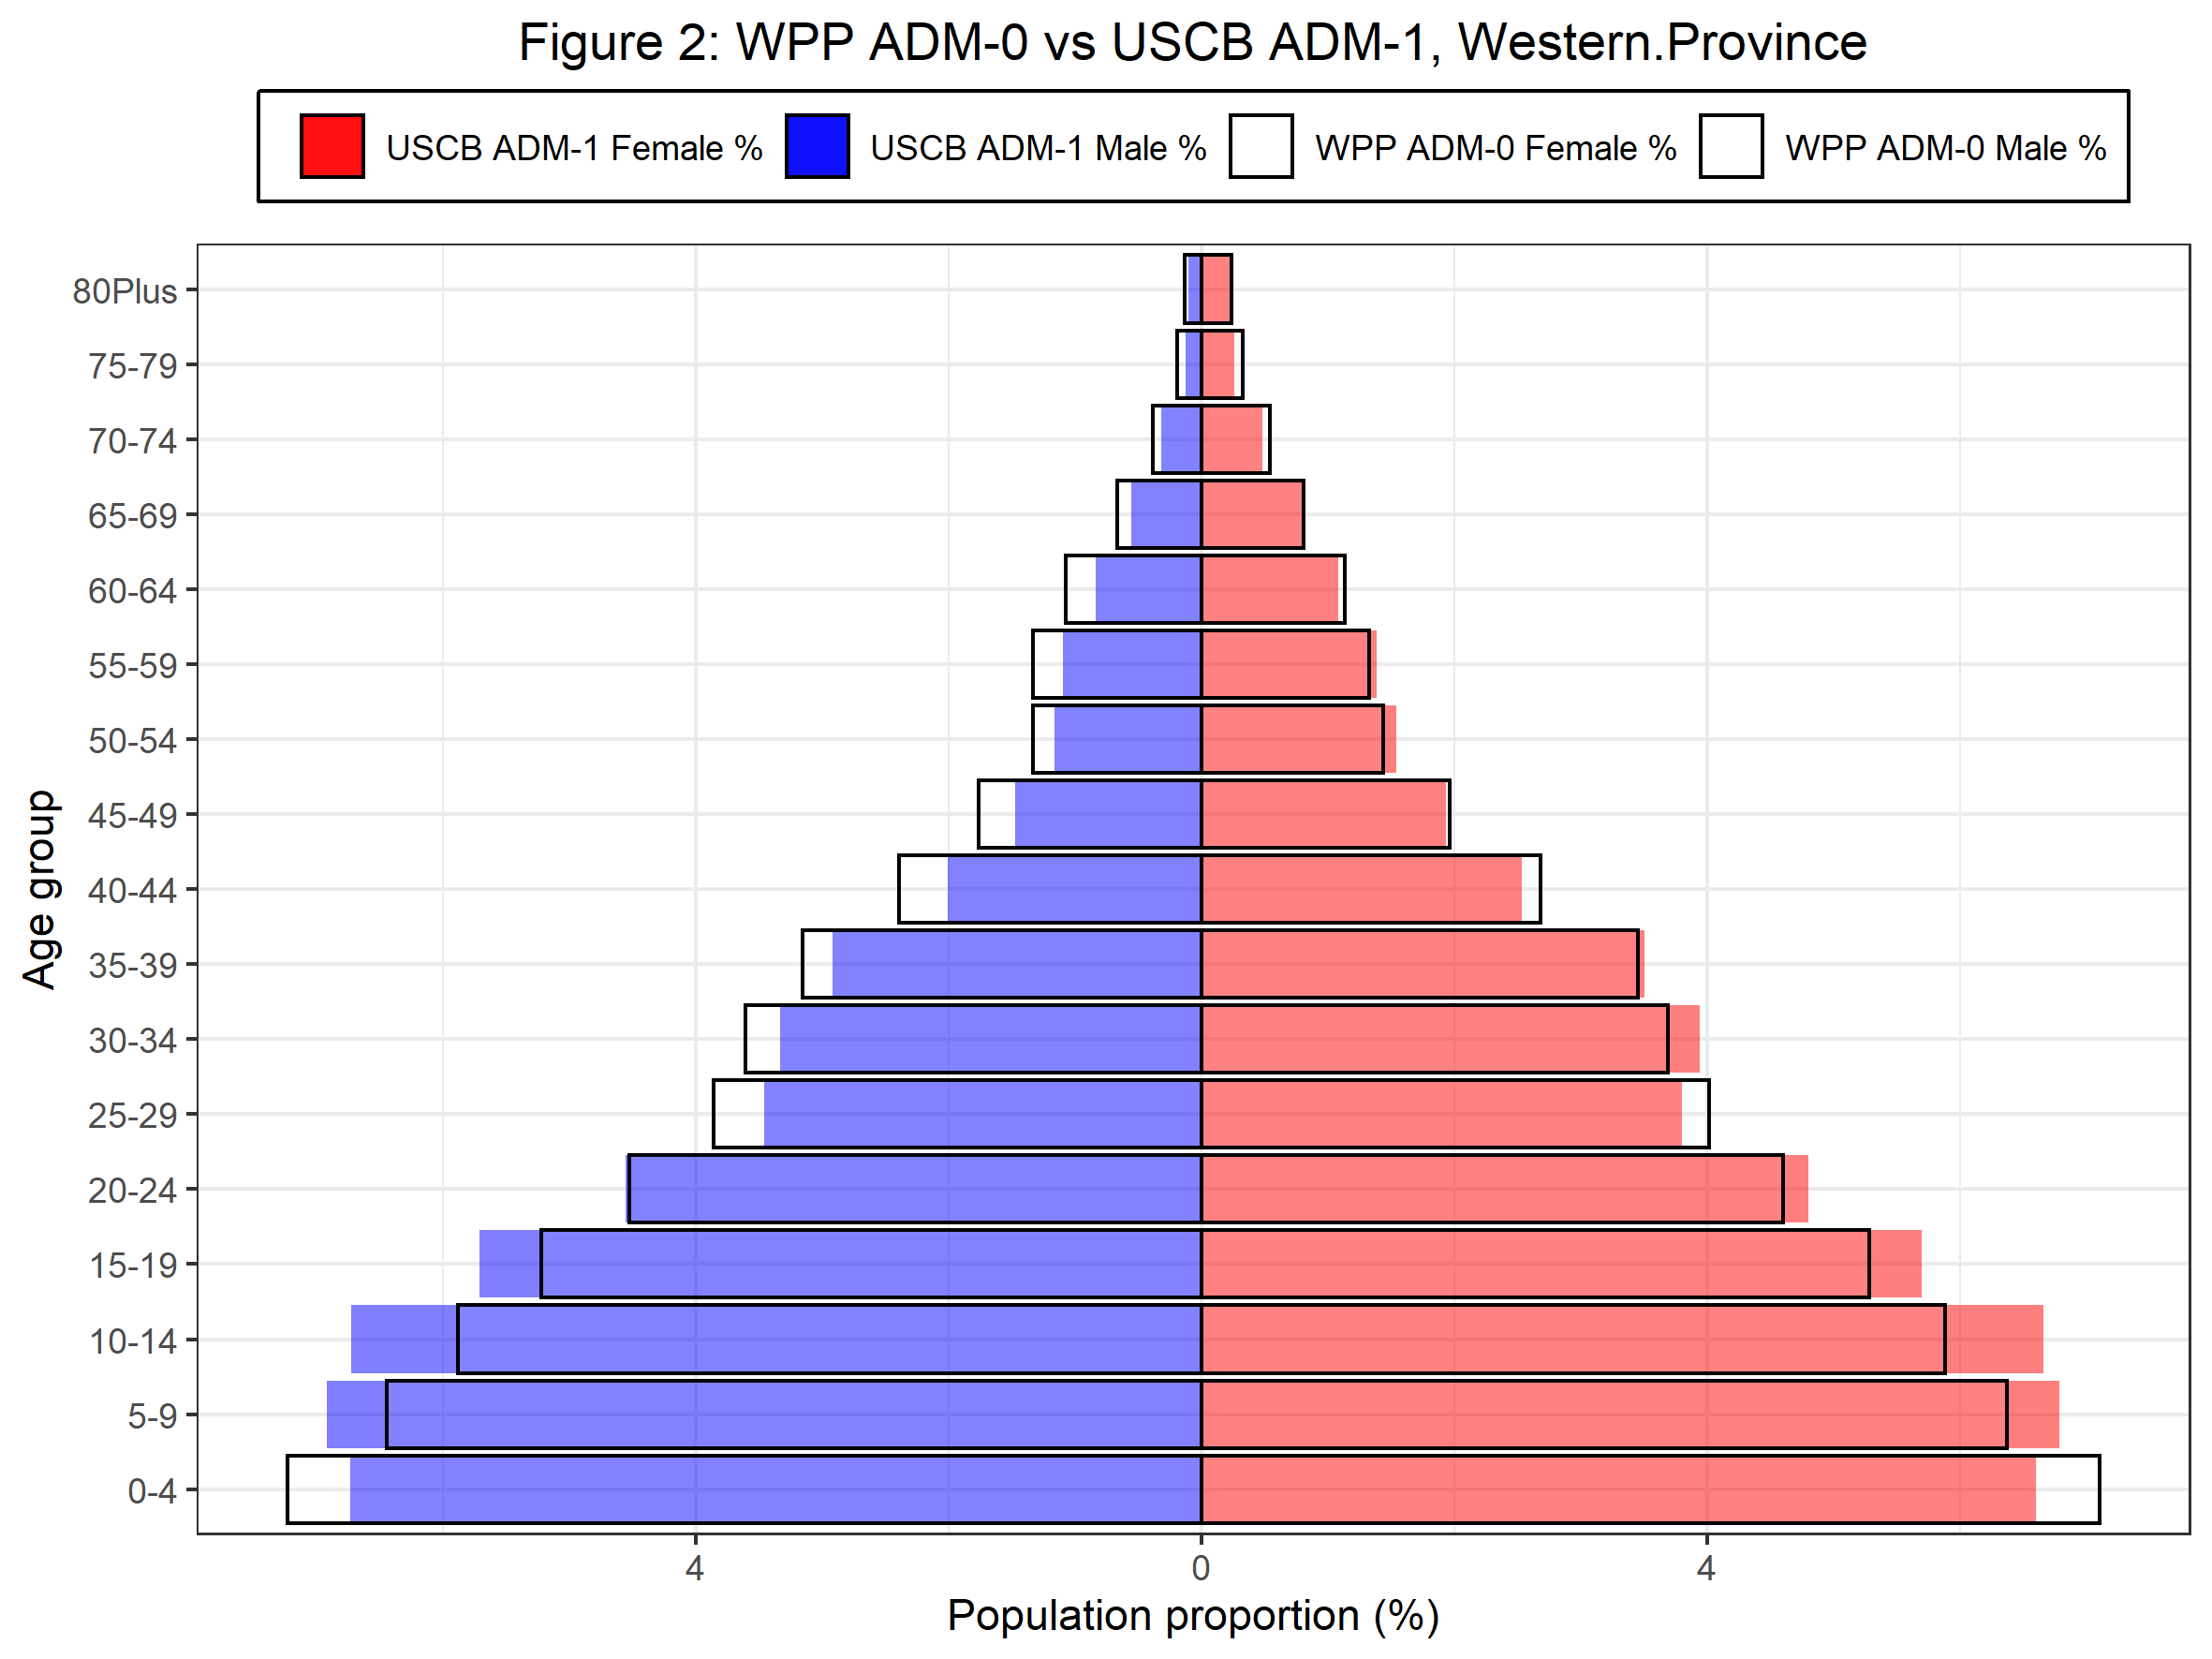 Figure 2: WPP ADM-0 vs USCB ADM-1, Western.Province
USCB ADM-1 Female % USCB ADM-1 Male % WPP ADM-0 Female % WPP ADM-0 Male %
80Plus
75-79
70-74
65-69
60-64
55-59
50-54
45-49
40-44
35-39
30-34
25-29
20-24
15-19
10-14
5-9
0-4
Age group
4 0 4
Population proportion (%)